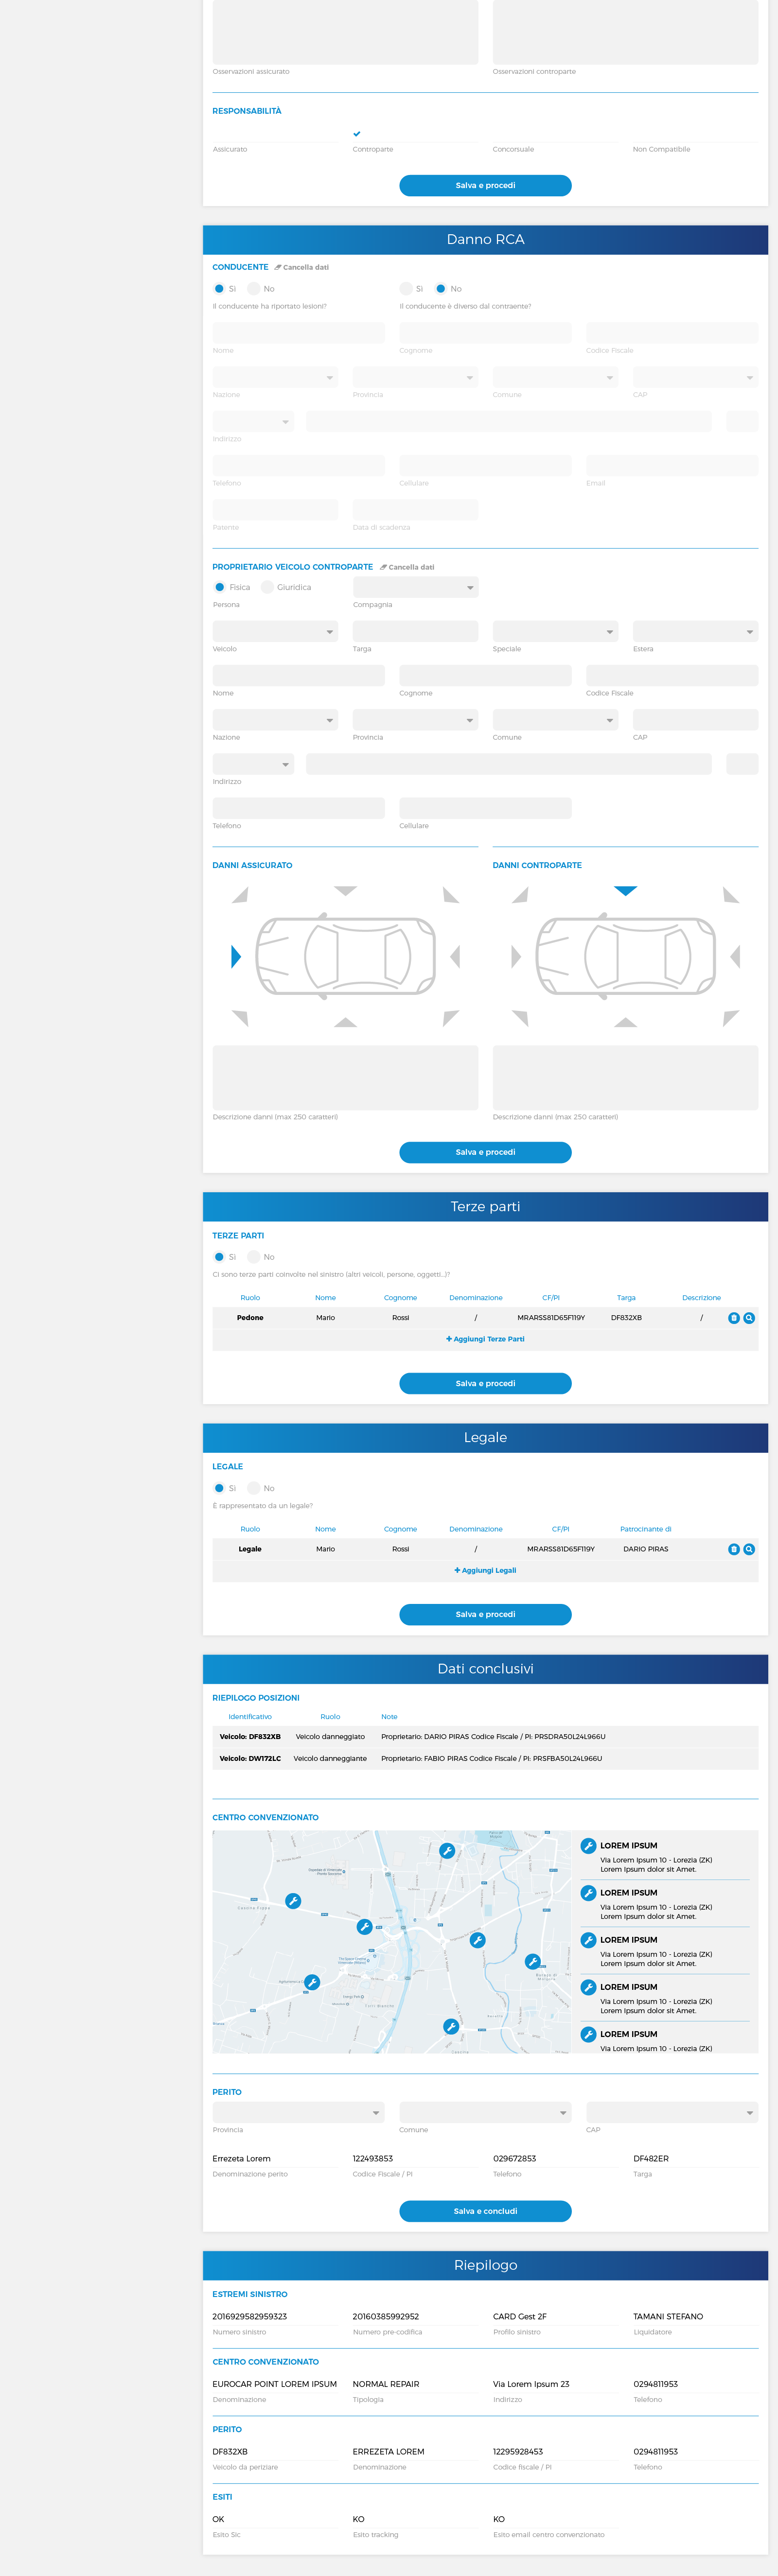 Osservazioni assicurato
Osservazioni controparte
RESPONSABILITÀ
Assicurato
Controparte
Concorsuale
Non Compatibile
Salva e procedi
Danno RCA
CONDUCENTE
Cancella dati
Sì
No
Sì
No
Il conducente ha riportato lesioni?
Il conducente è diverso dal contraente?
Nome
Cognome
Codice Fiscale
Nazione
Provincia
Comune
CAP
Indirizzo
Telefono
Cellulare
Email
Patente
Data di scadenza
PROPRIETARIO VEICOLO CONTROPARTE
Cancella dati
Fisica
Giuridica
Persona
Compagnia
Veicolo
Targa
Speciale
Estera
Nome
Cognome
Codice Fiscale
Nazione
Provincia
Comune
CAP
Indirizzo
Telefono
Cellulare
DANNI ASSICURATO
DANNI CONTROPARTE
Descrizione danni (max 250 caratteri)
Descrizione danni (max 250 caratteri)
Salva e procedi
Terze parti
TERZE PARTI
Sì
No
Ci sono terze parti coinvolte nel sinistro (altri veicoli, persone, oggetti,..)?
Ruolo Nome Cognome Denominazione CF/PI Targa Descrizione
Pedone Mario Rossi / MRARSS81D65F119Y DF832XB /
Aggiungi Terze Parti
Salva e procedi
Legale
LEGALE
Sì
No
È rappresentato da un legale?
Ruolo Nome Cognome Denominazione CF/PI Patrocinante di
Legale Mario Rossi / MRARSS81D65F119Y DARIO PIRAS
Aggiungi Legali
Salva e procedi
Dati conclusivi
RIEPILOGO POSIZIONI
Identificativo Ruolo Note
Veicolo: DF832XB Veicolo danneggiato Proprietario: DARIO PIRAS Codice Fiscale / PI: PRSDRA50L24L966U
Veicolo: DW172LC Veicolo danneggiante Proprietario: FABIO PIRAS Codice Fiscale / PI: PRSFBA50L24L966U
CENTRO CONVENZIONATO
LOREM IPSUM
Via Lorem Ipsum 10 - Lorezia (ZK)
Lorem Ipsum dolor sit Amet.
LOREM IPSUM
Via Lorem Ipsum 10 - Lorezia (ZK)
Lorem Ipsum dolor sit Amet.
LOREM IPSUM
Via Lorem Ipsum 10 - Lorezia (ZK)
Lorem Ipsum dolor sit Amet.
LOREM IPSUM
Via Lorem Ipsum 10 - Lorezia (ZK)
Lorem Ipsum dolor sit Amet.
LOREM IPSUM
Via Lorem Ipsum 10 - Lorezia (ZK)
PERITO
Provincia
Comune
CAP
Errezeta Lorem
122493853
029672853
DF482ER
Denominazione perito
Codice Fiscale / PI
Telefono
Targa
Salva e concludi
Riepilogo
ESTREMI SINISTRO
2016929582959323
20160385992952
CARD Gest 2F
TAMANI STEFANO
Numero sinistro
Numero pre-codifica
Profilo sinistro
Liquidatore
CENTRO CONVENZIONATO
EUROCAR POINT LOREM IPSUM
NORMAL REPAIR
Via Lorem Ipsum 23
0294811953
Denominazione
Tipologia
Indirizzo
Telefono
PERITO
DF832XB
ERREZETA LOREM
12295928453
0294811953
Veicolo da periziare
Denominazione
Codice fiscale / PI
Telefono
ESITI
OK
KO
KO
Esito Sic
Esito tracking
Esito email centro convenzionato